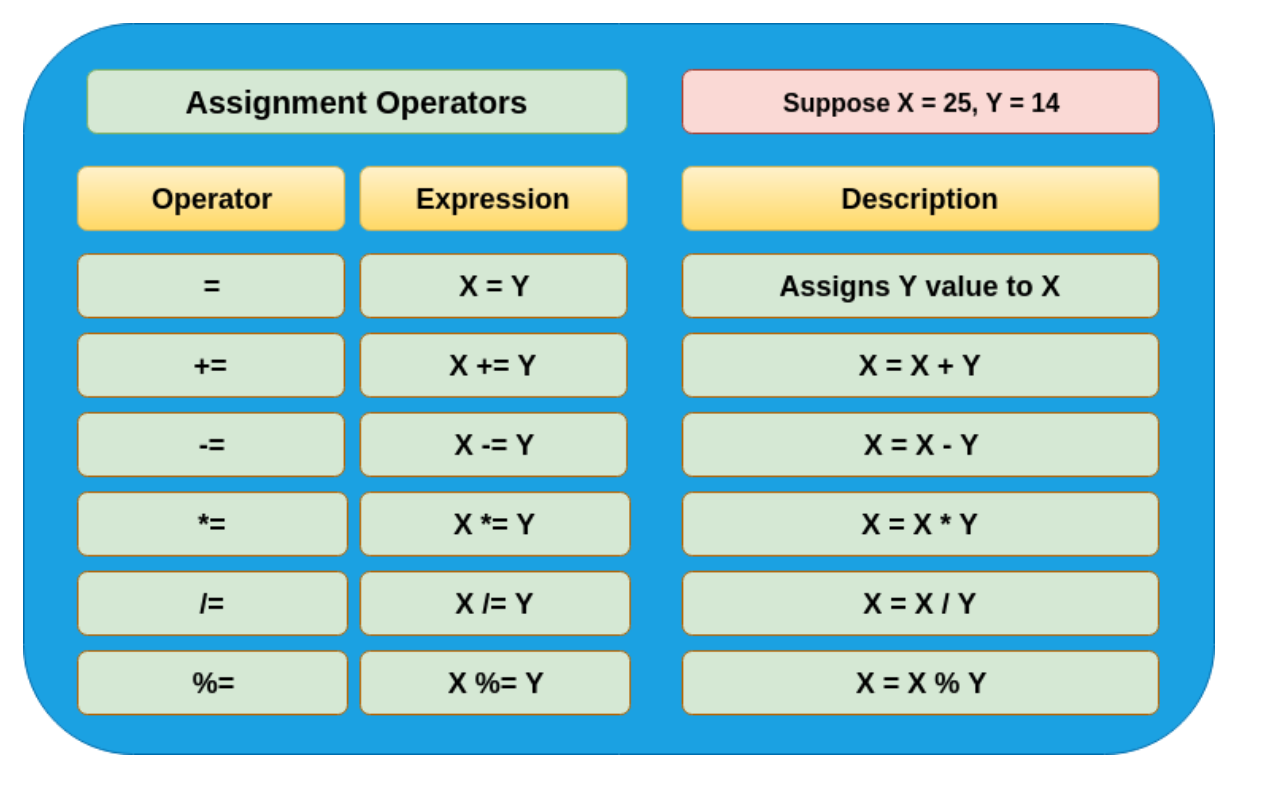 Assignment Operators
Suppose X = 25, Y = 14
Operator Expression Description
= X = Y Assigns Y value to X
+= X += Y X = X + Y
-= X -= Y X = X - Y
*= X *= Y X = X * Y
/= X /= Y X = X / Y
%= X %= Y X = X % Y